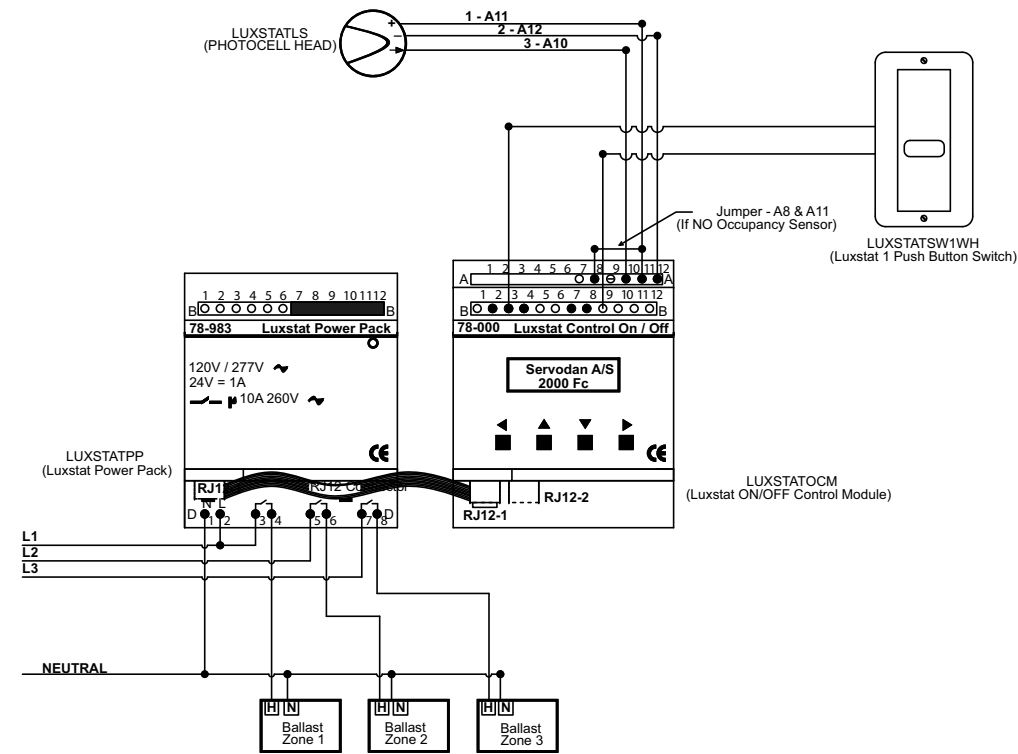 1 - A11
LUXSTATLS
(PHOTOCELL HEAD)
+
2 - A12
–
3 - A10
Jumper - A8 & A11
(If NO Occupancy Sensor)
LUXSTATSW1WH
(Luxstat 1 Push Button Switch)
A 1 2 3 4 5 6 7 8 9 10 11 12 A
1 2 3 4 5 6 7 8 9 10 11 12
B B
1 2 3 4 5 6 7 8 9 10 11 12
B B
78-983 Luxstat Power Pack
78-000 Luxstat Control On / Off
120V / 277V
24V = 1A
µ 10A 260V
CE
Servodan A/S
2000 Fc
CE
LUXSTATPP
(Luxstat Power Pack)
LUXSTATOCM
(Luxstat ON/OFF Control Module)
RJ12-2
RJ12-1
N L
D 1 2 3 4 5 6 7 8 D
L1
L2
L3
NEUTRAL
H N
Ballast
Zone 1
H N
Ballast
Zone 2
H N
Ballast
Zone 3